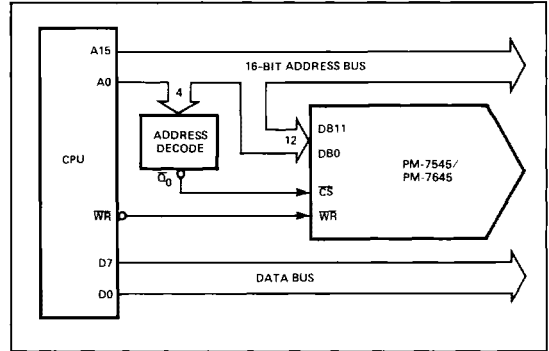 A15
16-BIT ADDRESS BUS
A0
4
ADDRESS
DECODE
12
DB11
DB0
CPU
PM-7545/
PM-7645
Q̅0
C̅S̅
W̅R̅
W̅R̅
D7
DATA BUS
D0